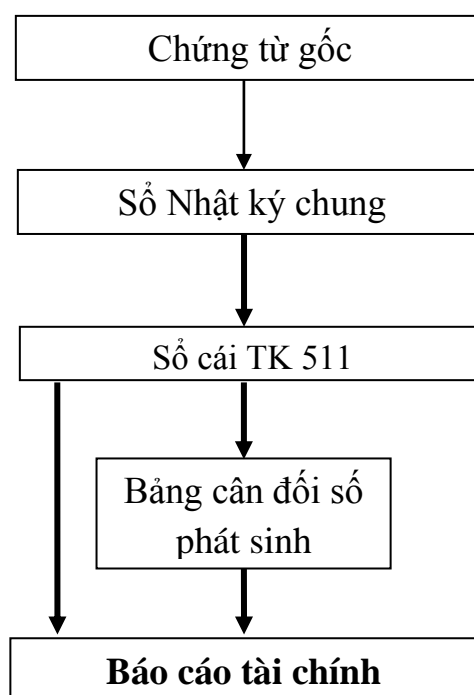 Chứng từ gốc
Sổ Nhật ký chung
Sổ cái TK 511
Bảng cân đối số
phát sinh
Báo cáo tài chính